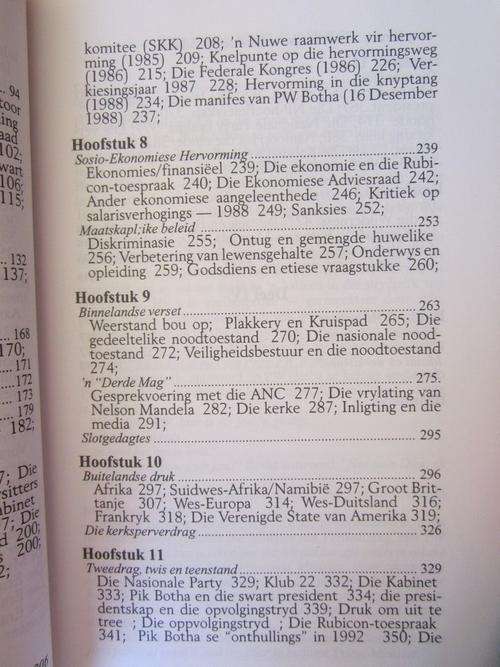 komitee (SKK) 208; 'n Nuwe raamwerk vir hervor-
ming (1985) 209; Knelpunte op die hervormingsweg
(1986) 215; Die Federale Kongres (1986) 226; Ver-
kiesingsjaar 1987 228; Hervorming in die knyptang
(1988) 234; Die manifes van PW Botha (16 Desember
1988) 237;
Hoofstuk 8
Sosio-Ekonomiese Hervorming ........ 239
Ekonomies/finansiëel 239; Die ekonomie en die Rubi-
con-toespraak 240; Die Ekonomiese Adviesraad 242;
Ander ekonomiese aangeleenthede 246; Kritiek op
salarisverhogings — 1988 249; Sanksies 252;
Maatskapl;ike beleid ........ 253
Diskriminasie 255; Ontug en gemengde huwelike
256; Verbetering van lewensgehalte 257; Onderwys en
opleiding 259; Godsdiens en etiese vraagstukke 260;
Hoofstuk 9
Binnelandse verset ........ 263
Weerstand bou op; Plakkery en Kruispad 265; Die
gedeeltelike noodtoestand 270; Die nasionale nood-
toestand 272; Veiligheidsbestuur en die noodtoestand
274;
'n "Derde Mag" ........ 275.
Gesprekvoering met die ANC 277; Die vrylating van
Nelson Mandela 282; Die kerke 287; Inligting en die
media 291;
Slotgedagtes ........ 295
Hoofstuk 10
Buitelandse druk ........ 296
Afrika 297; Suidwes-Afrika/Namibië 297; Groot Brit-
tanje 307; Wes-Europa 314; Wes-Duitsland 316;
Frankryk 318; Die Verenigde State van Amerika 319;
Die kerksperverdrag ........ 326
Hoofstuk 11
Tweedrag, twis en teenstand ........ 329
Die Nasionale Party 329; Klub 22 332; Die Kabinet
333; Pik Botha en die swart president 334; die presi-
dentskap en die opvolgingstryd 339; Druk om uit te
tree ; Die oppvolgingstryd ; Die Rubicon-toespraak
341; Pik Botha se "onthullings" in 1992 350; Die